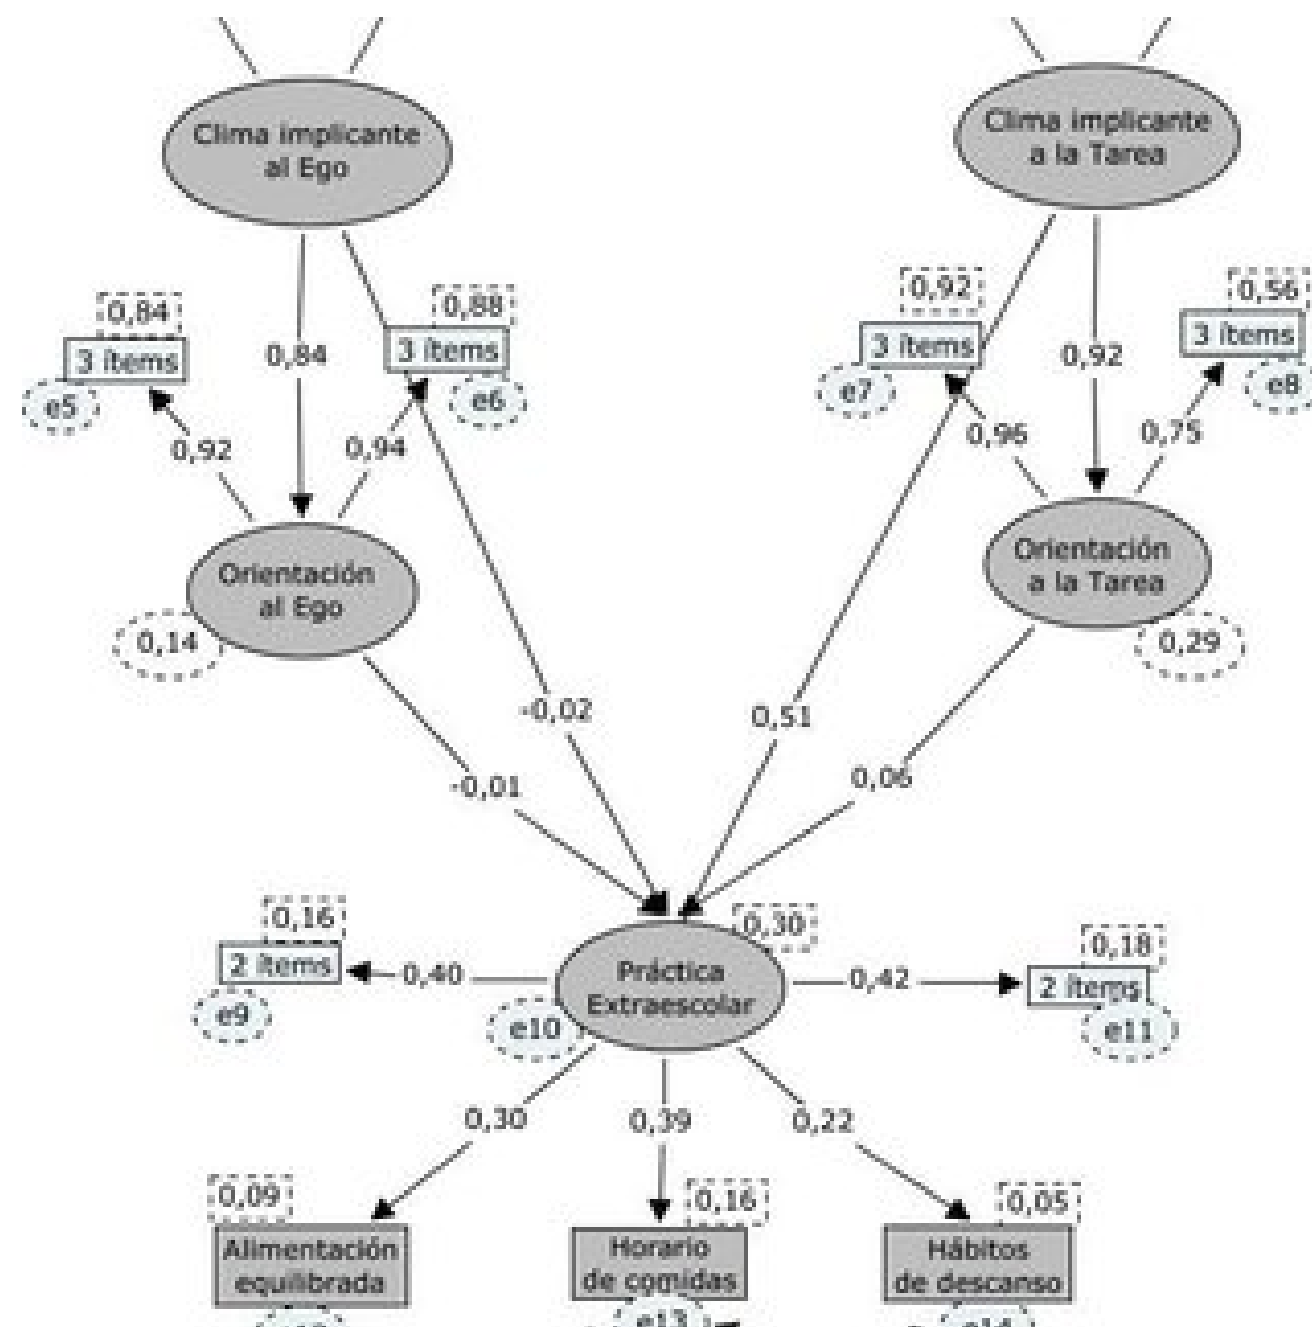 Clima implicante
al Ego
Clima implicante
a la Tarea
0,84
3 ítems
e5
0,84
0,88
3 ítems
e6
0,92
3 ítems
e7
0,92
0,56
3 ítems
e8
0,92
0,94
0,96
0,75
Orientación
al Ego
0,14
Orientación
a la Tarea
0,29
-0,02
0,51
-0,01
0,06
0,16
2 ítems
e9
0,40
Práctica
Extraescolar
0,30
e10
0,42
0,18
2 ítems
e11
0,30
0,39
0,22
0,09
Alimentación
equilibrada
0,16
Horario
de comidas
e13
0,05
Hábitos
de descanso
e14